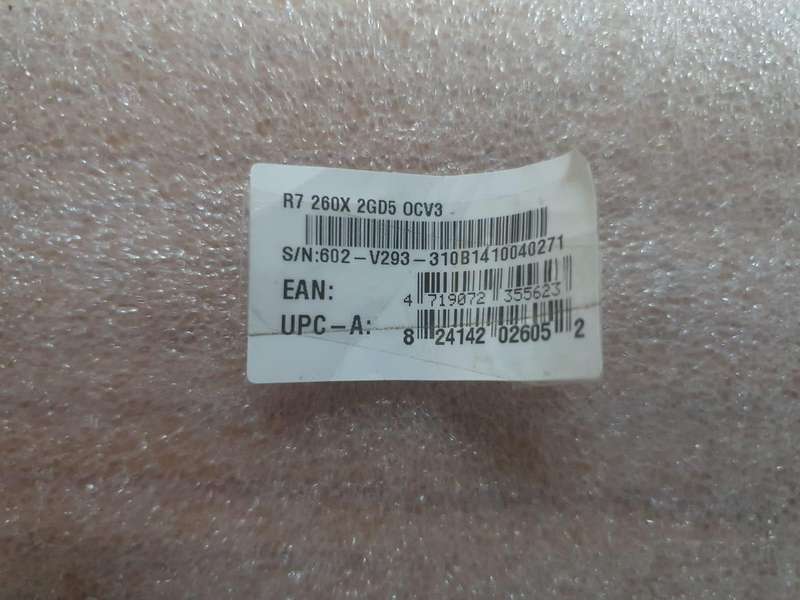 R7 260X 2GD5 OCV3
S/N:602-V293-310B1410040271
EAN: 4 719072 355623
UPC-A: 8 24142 02605 2